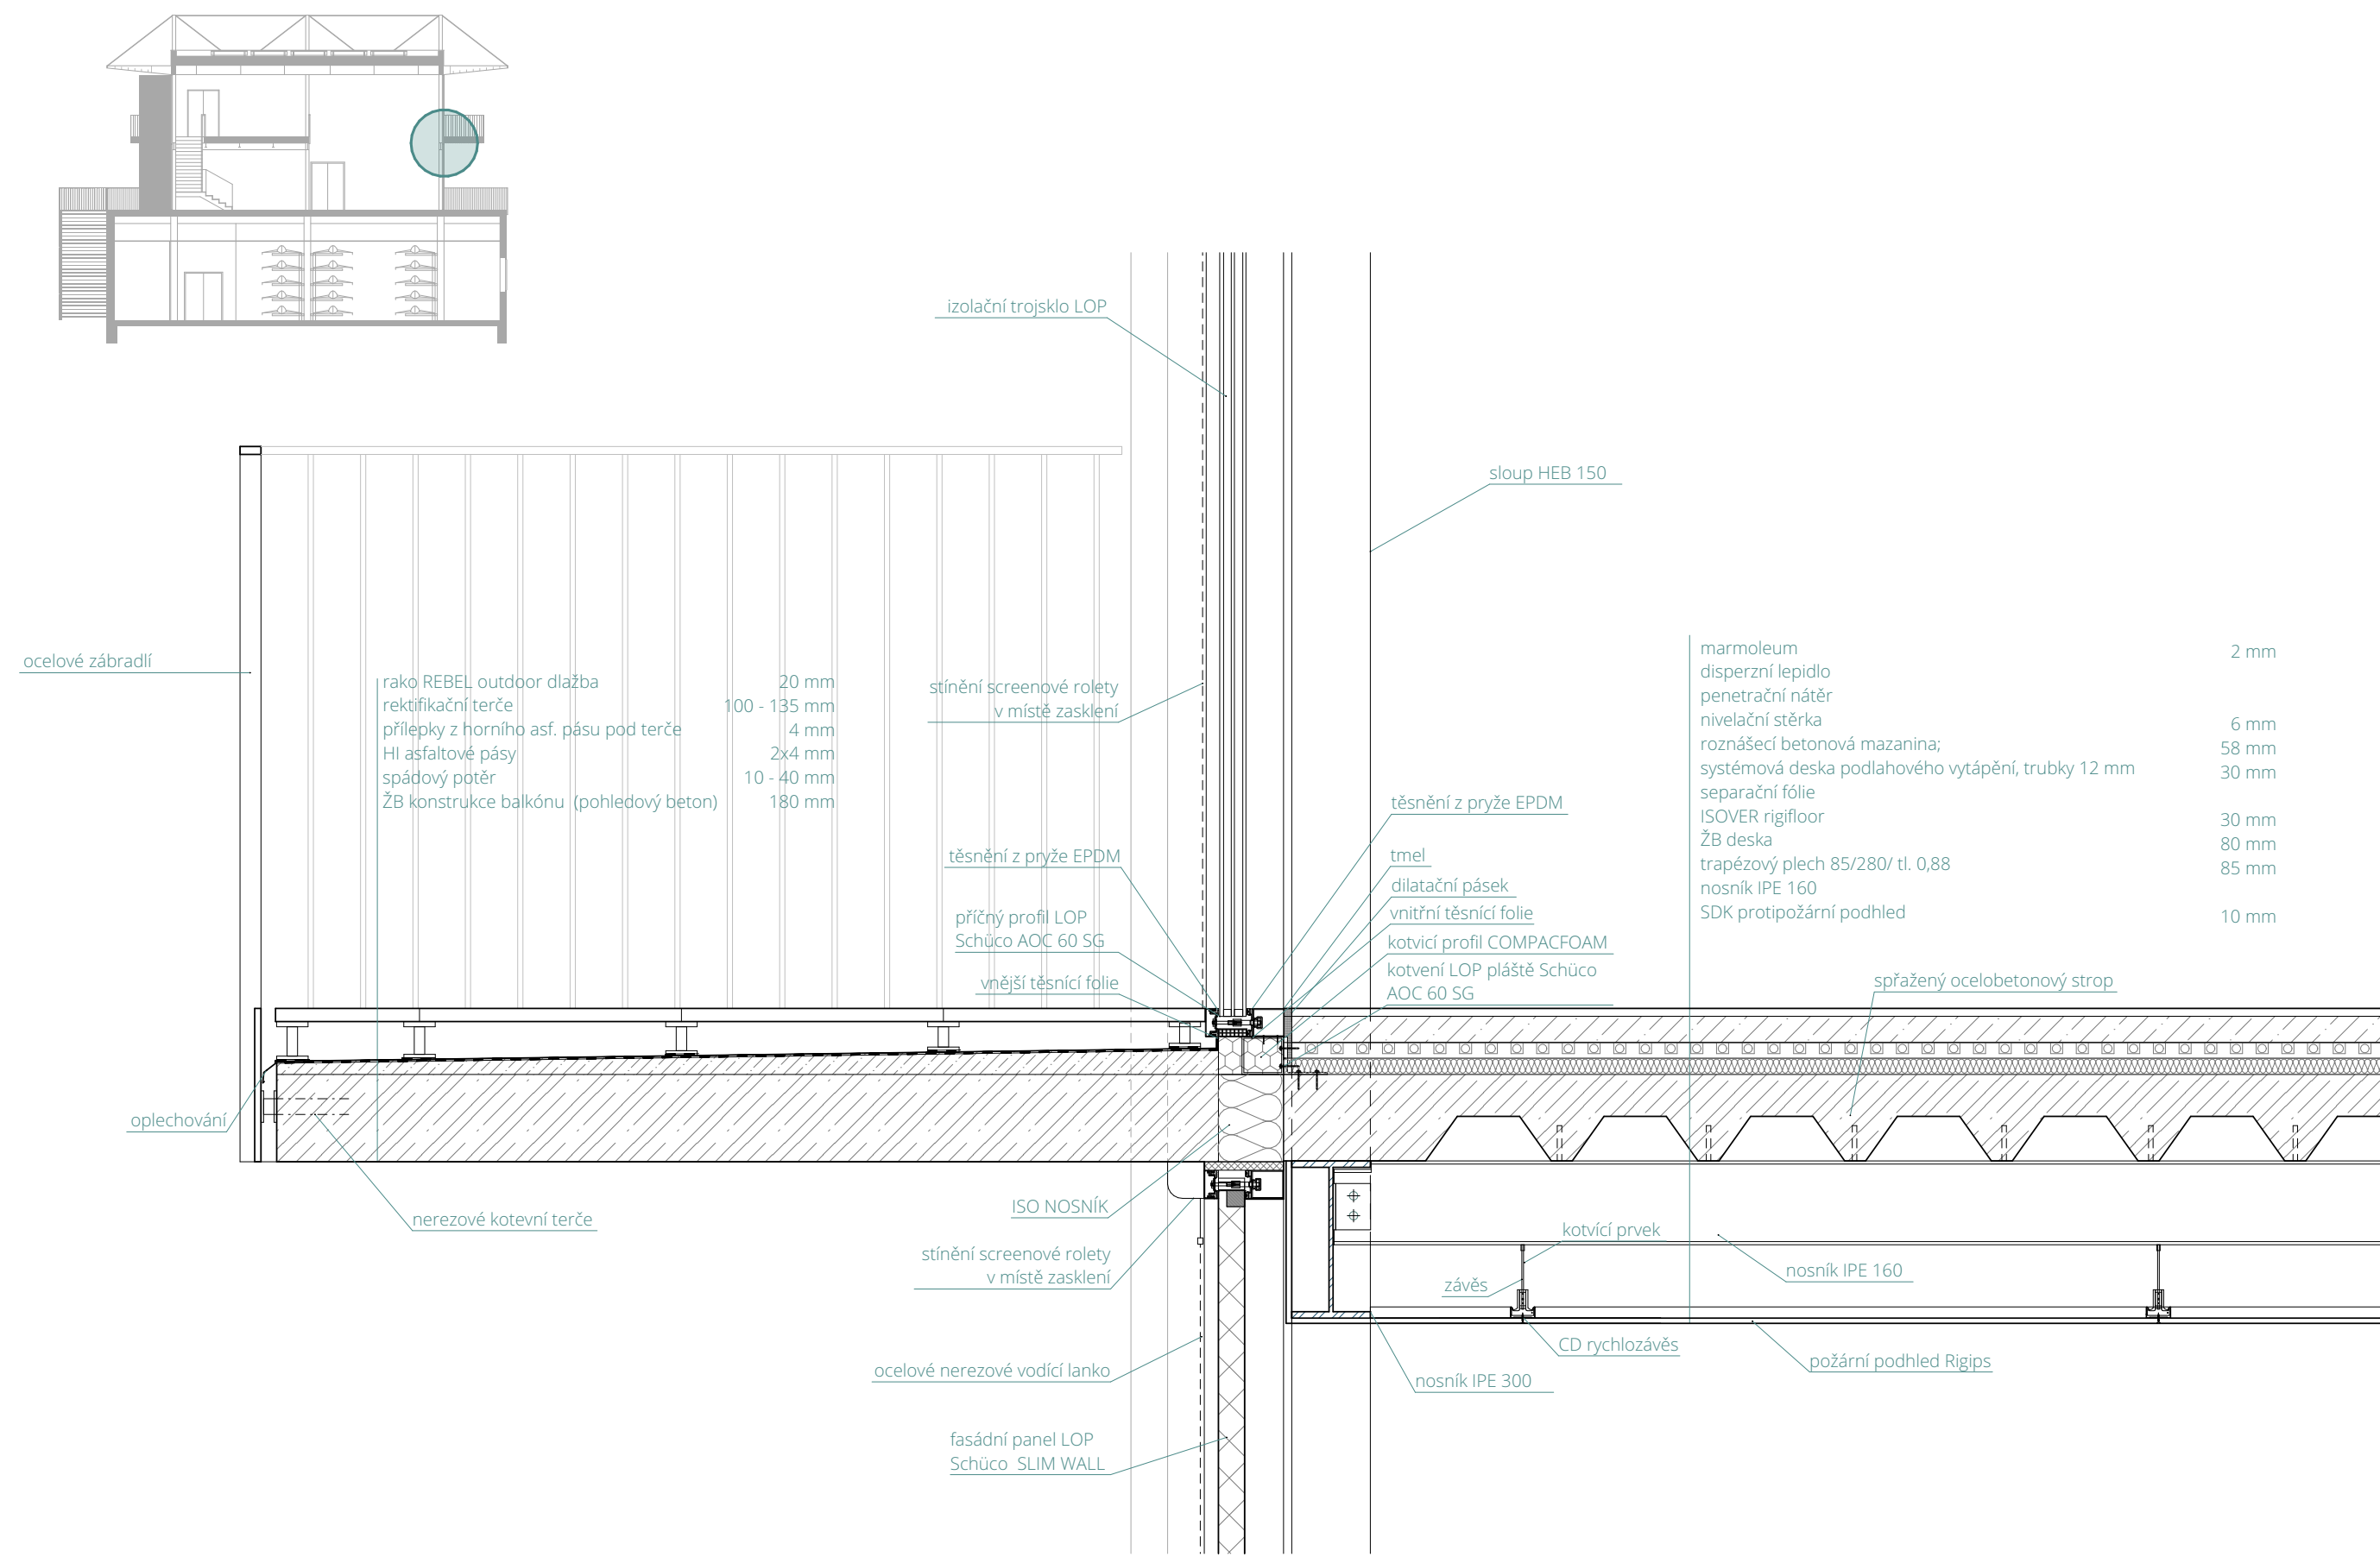 izolační trojsklo LOP
sloup HEB 150
ocelové zábradlí
rako REBEL outdoor dlažba 20 mm
rektifikační terče 100 - 135 mm
přílepky z horního asf. pásu pod terče 4 mm
HI asfaltové pásy 2x4 mm
spádový potěr 10 - 40 mm
ŽB konstrukce balkónu (pohledový beton) 180 mm
stínění screenové rolety
v místě zasklení
marmoleum 2 mm
disperzní lepidlo
penetrační nátěr
nivelační stěrka 6 mm
roznášecí betonová mazanina; 58 mm
systémová deska podlahového vytápění, trubky 12 mm 30 mm
separační fólie
ISOVER rigifloor 30 mm
ŽB deska 80 mm
trapézový plech 85/280/ tl. 0,88 85 mm
nosník IPE 160
SDK protipožární podhled 10 mm
těsnění z pryže EPDM
příčný profil LOP
Schüco AOC 60 SG
vnější těsnící folie
těsnění z pryže EPDM
tmel
dilatační pásek
vnitřní těsnící folie
kotvicí profil COMPACFOAM
kotvení LOP pláště Schüco
AOC 60 SG
spřažený ocelobetonový strop
oplechování
nerezové kotevní terče
ISO NOSNÍK
stínění screenové rolety
v místě zasklení
ocelové nerezové vodící lanko
fasádní panel LOP
Schüco SLIM WALL
kotvící prvek
závěs
nosník IPE 160
CD rychlozávěs
požární podhled Rigips
nosník IPE 300